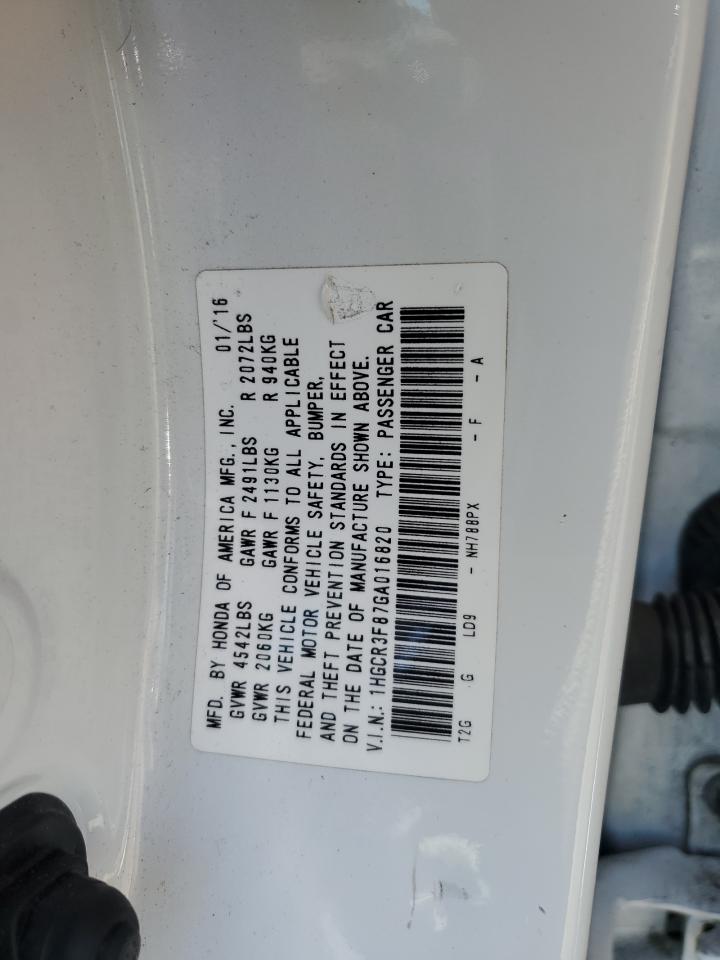 MFD. BY HONDA OF AMERICA MFG., INC. 01/'16
GVWR 4542LBS GAWR F 2491LBS R 2072LBS
GVWR 2060KG GAWR F 1130KG R 940KG
THIS VEHICLE CONFORMS TO ALL APPLICABLE
FEDERAL MOTOR VEHICLE SAFETY, BUMPER,
AND THEFT PREVENTION STANDARDS IN EFFECT
ON THE DATE OF MANUFACTURE SHOWN ABOVE.
V.I.N.: 1HGCR3F87GA016820 TYPE: PASSENGER CAR
T2G G LD9 - NH788PX - F - A